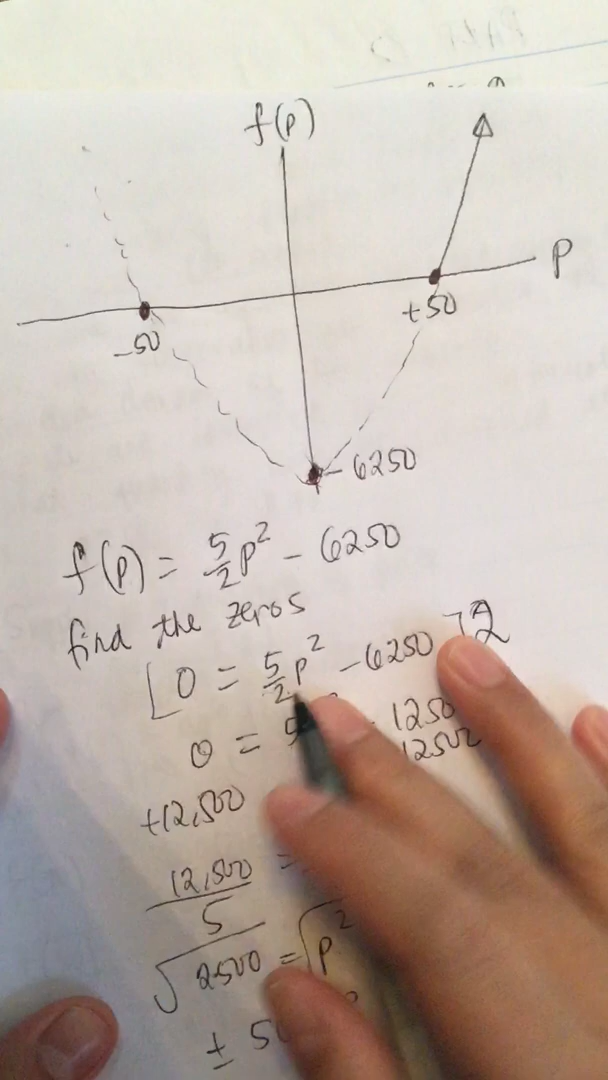 f(p)
P
-50
+50
-6250
f(p) = 5/2 p² - 6250
find the zeros
[0 = 5/2 p² - 6250]2
0 = 5 - 1250
+12,500 12500
12,500 =
5
√2500 = √p²
± 50